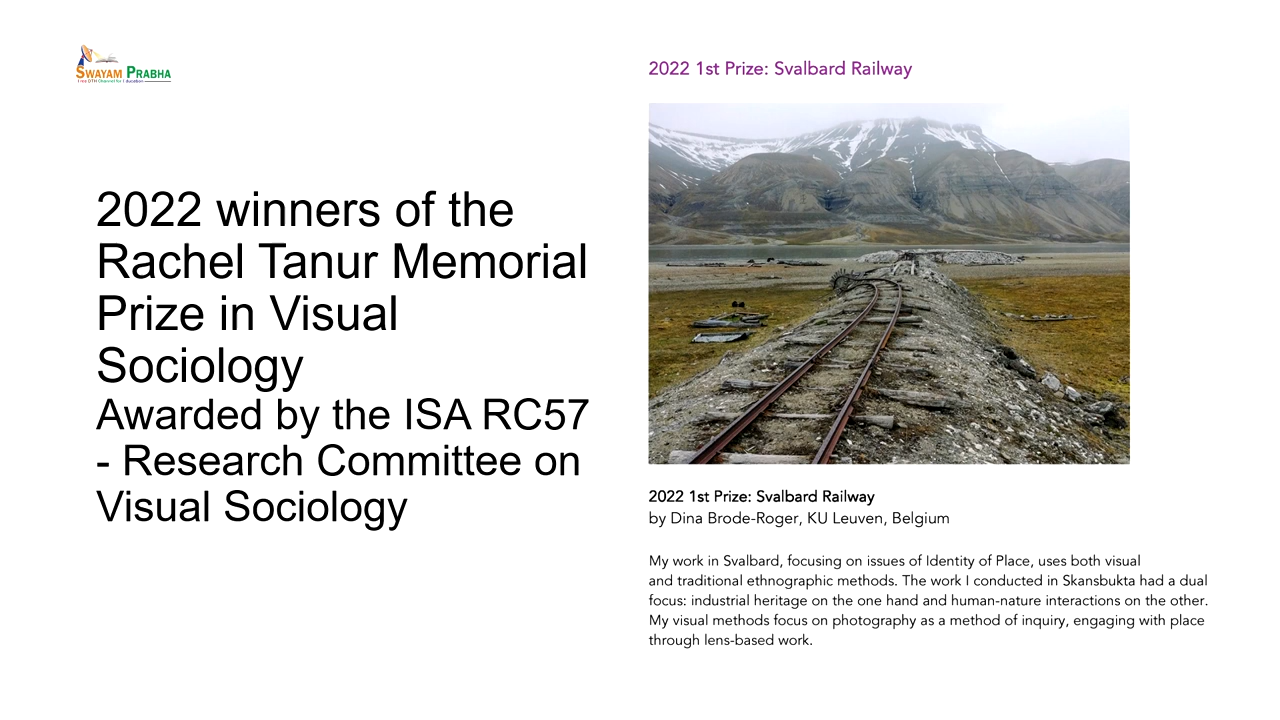 SWAYAM PRABHA
Free DTH Channel for Education
2022 winners of the
Rachel Tanur Memorial
Prize in Visual
Sociology
Awarded by the ISA RC57
- Research Committee on
Visual Sociology
2022 1st Prize: Svalbard Railway
2022 1st Prize: Svalbard Railway
by Dina Brode-Roger, KU Leuven, Belgium
My work in Svalbard, focusing on issues of Identity of Place, uses both visual
and traditional ethnographic methods. The work I conducted in Skansbukta had a dual
focus: industrial heritage on the one hand and human-nature interactions on the other.
My visual methods focus on photography as a method of inquiry, engaging with place
through lens-based work.